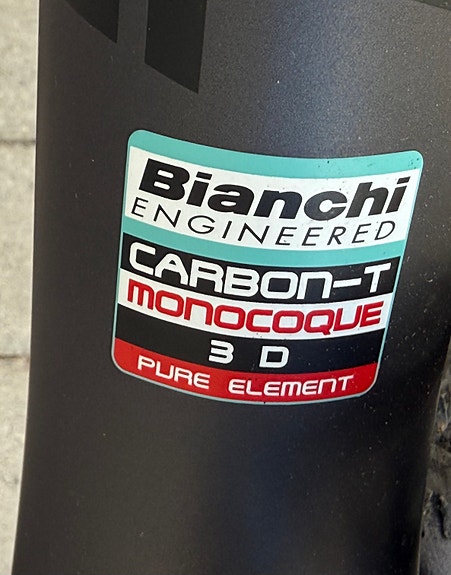 Bianchi
ENGINEERED
CARBON-T
MONOCOQUE
3 D
PURE ELEMENT